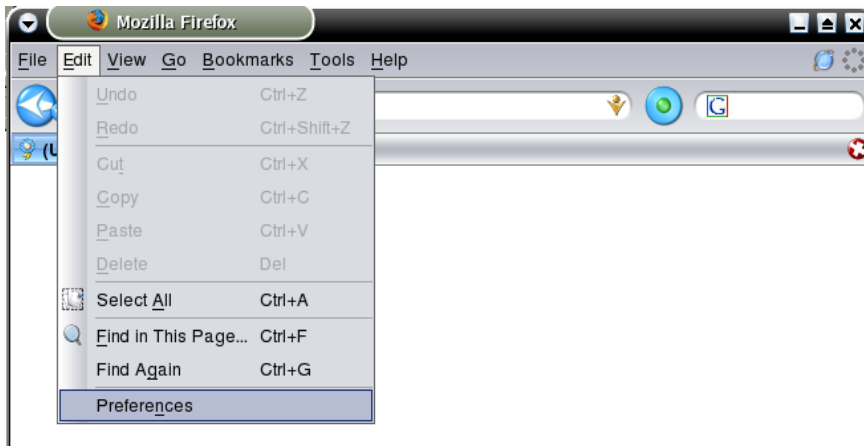 Mozilla Firefox
File Edit View Go Bookmarks Tools Help
Undo Ctrl+Z
Redo Ctrl+Shift+Z
G
(U
Cut Ctrl+X
Copy Ctrl+C
Paste Ctrl+V
Delete Del
Select All Ctrl+A
Find in This Page... Ctrl+F
Find Again Ctrl+G
Preferences